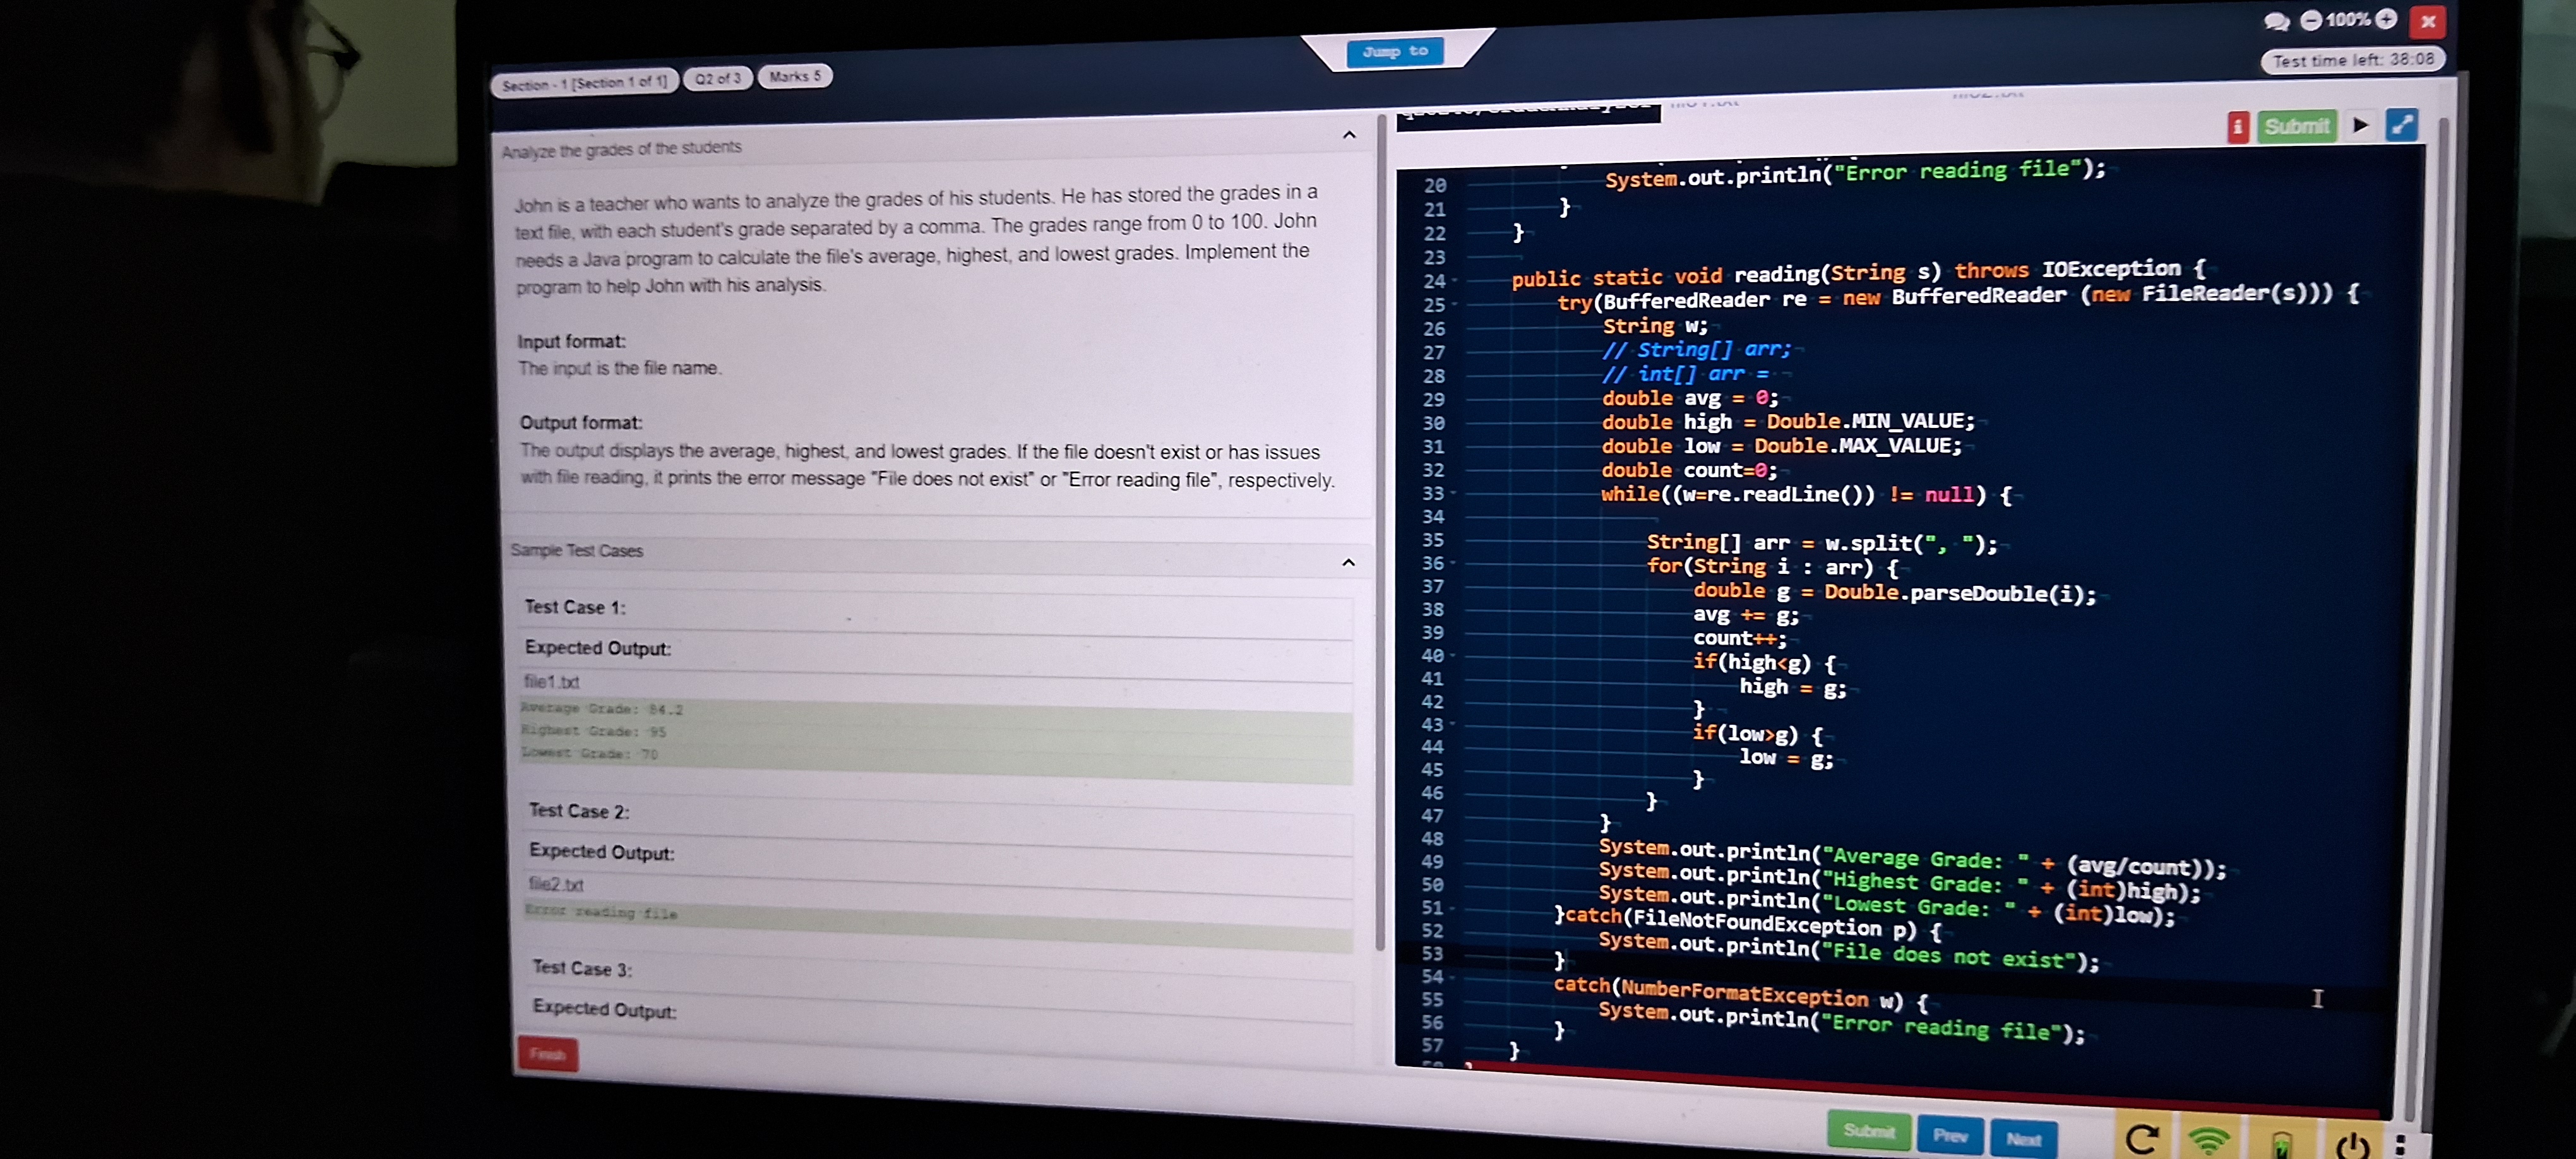 Jump to
100%
Section - 1 [Section 1 of 1] Q2 of 3 Marks 5
Test time left: 38:08
Analyze the grades of the students
John is a teacher who wants to analyze the grades of his students. He has stored the grades in a
text file, with each student's grade separated by a comma. The grades range from 0 to 100. John
needs a Java program to calculate the file's average, highest, and lowest grades. Implement the
program to help John with his analysis.
Input format:
The input is the file name.
Output format:
The output displays the average, highest, and lowest grades. If the file doesn't exist or has issues
with file reading, it prints the error message "File does not exist" or "Error reading file", respectively.
Sample Test Cases
Test Case 1:
Expected Output:
file1.txt
Average Grade: 84.2
Highest Grade: 95
Lowest Grade: 70
Test Case 2:
Expected Output:
file2.txt
Error reading file
Test Case 3:
Expected Output:
Finish
i Submit
20 System.out.println("Error reading file");
21 }
22 }
23
24 public static void reading(String s) throws IOException {
25 try(BufferedReader re = new BufferedReader (new FileReader(s))) {
26 String w;
27 // String[] arr;
28 // int[] arr =
29 double avg = 0;
30 double high = Double.MIN_VALUE;
31 double low = Double.MAX_VALUE;
32 double count=0;
33 while((w=re.readLine()) != null) {
34
35 String[] arr = w.split(", ");
36 for(String i : arr) {
37 double g = Double.parseDouble(i);
38 avg += g;
39 count++;
40 if(high<g) {
41 high = g;
42 }
43 if(low>g) {
44 low = g;
45 }
46 }
47 }
48 System.out.println("Average Grade: " + (avg/count));
49 System.out.println("Highest Grade: " + (int)high);
50 System.out.println("Lowest Grade: " + (int)low);
51 }catch(FileNotFoundException p) {
52 System.out.println("File does not exist");
53 }
54 catch(NumberFormatException w) {
55 System.out.println("Error reading file");
56 }
57 }
Submit Prev Next